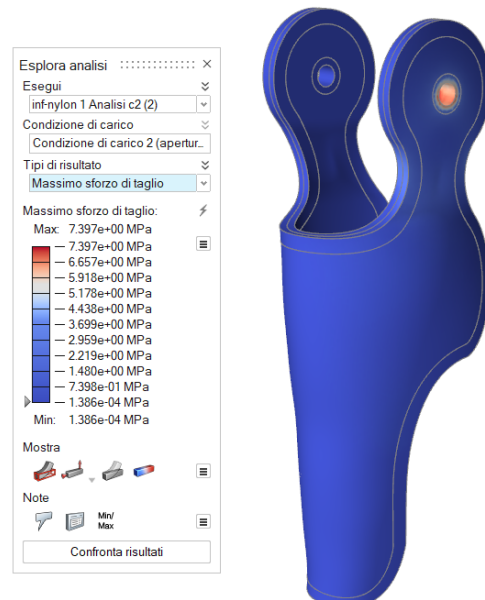 Esplora analisi
Esegui
inf-nylon 1 Analisi c2 (2)
Condizione di carico
Condizione di carico 2 (apertur...
Tipi di risultato
Massimo sforzo di taglio
Massimo sforzo di taglio:
Max: 7.397e+00 MPa
7.397e+00 MPa
6.657e+00 MPa
5.918e+00 MPa
5.178e+00 MPa
4.438e+00 MPa
3.699e+00 MPa
2.959e+00 MPa
2.219e+00 MPa
1.480e+00 MPa
7.398e-01 MPa
1.386e-04 MPa
Min: 1.386e-04 MPa
Mostra
Note
Min/
Max
Confronta risultati